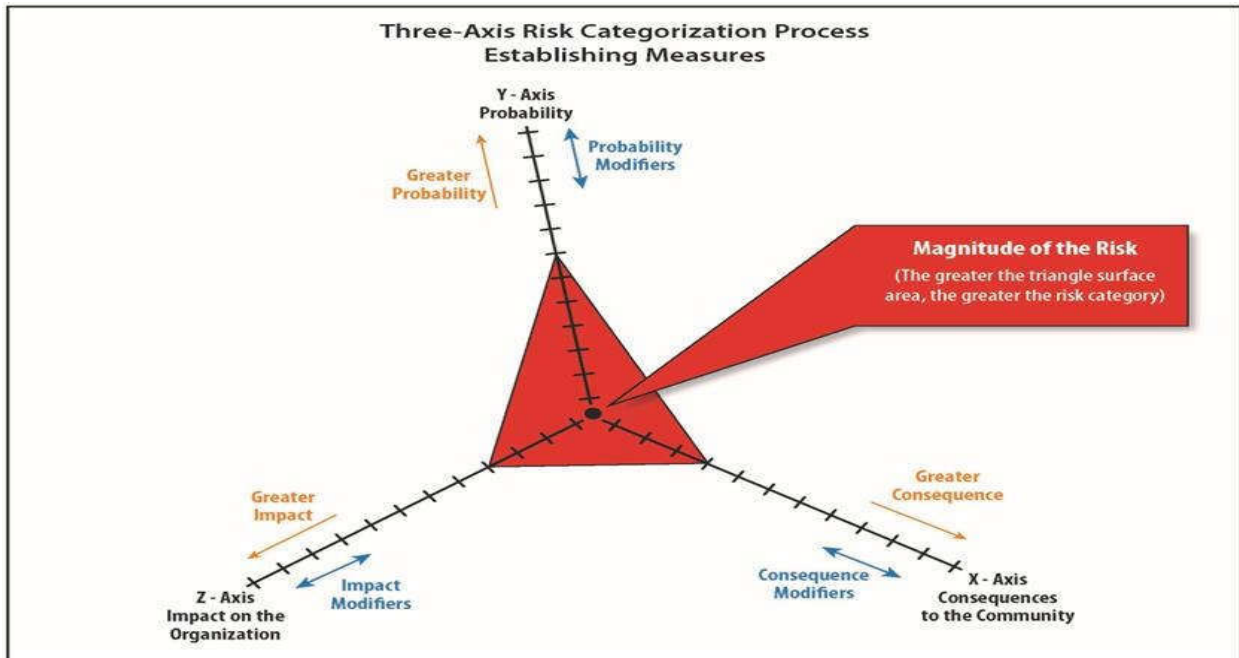 Three-Axis Risk Categorization Process
Establishing Measures
Y - Axis
Probability
Probability
Modifiers
Greater
Probability
Magnitude of the Risk
(The greater the triangle surface
area, the greater the risk category)
Greater
Impact
Impact
Modifiers
Z - Axis
Impact on the
Organization
Greater
Consequence
Consequence
Modifiers
X - Axis
Consequences
to the Community